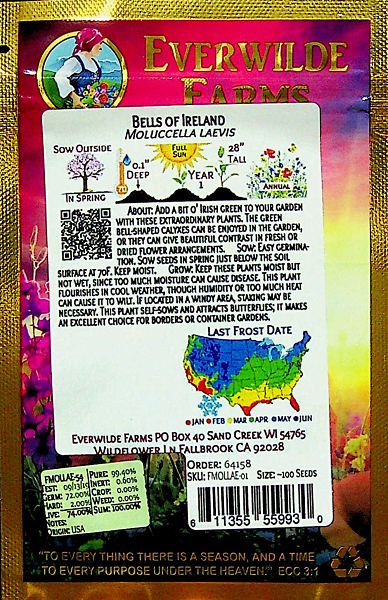 EVERWILDE
FARMS
BELLS OF IRELAND
MOLUCCELLA LAEVIS
SOW OUTSIDE
IN SPRING
70
0.1"
DEEP
FULL
SUN
YEAR
1
28"
TALL
ANNUAL
ABOUT: ADD A BIT O' IRISH GREEN TO YOUR GARDEN
WITH THESE EXTRAORDINARY PLANTS. THE GREEN
BELL-SHAPED CALYXES CAN BE ENJOYED IN THE GARDEN,
OR THEY CAN GIVE BEAUTIFUL CONTRAST IN FRESH OR
DRIED FLOWER ARRANGEMENTS. SOW: EASY GERMINA-
TION. SOW SEEDS IN SPRING JUST BELOW THE SOIL
SURFACE AT 70F. KEEP MOIST. GROW: KEEP THESE PLANTS MOIST BUT
NOT WET, SINCE TOO MUCH MOISTURE CAN CAUSE DISEASE. THIS PLANT
FLOURISHES IN COOL WEATHER, THOUGH HUMIDITY OR TOO MUCH HEAT
CAN CAUSE IT TO WILT. IF LOCATED IN A WINDY AREA, STAKING MAY BE
NECESSARY. THIS PLANT SELF-SOWS AND ATTRACTS BUTTERFLIES; IT MAKES
AN EXCELLENT CHOICE FOR BORDERS OR CONTAINER GARDENS.
LAST FROST DATE
JAN FEB MAR APR MAY JUN
EVERWILDE FARMS PO BOX 40 SAND CREEK WI 54765
WILDFLOWER LN FALLBROOK CA 92028
FMOLLAE-54
TEST: 09/13/
GERM: 72.00%
HARD: 2.00%
LIVE: 74.00%
NOTES:
ORIGIN: USA
PURE: 99.40%
INERT: 0.60%
CROP: 0.00%
WEED: 0.00%
SUM: 100.00%
ORDER: 64158
SKU: FMOLLAE-01 SIZE: ~100 SEEDS
6 11355 55993 0
"TO EVERY THING THERE IS A SEASON, AND A TIME
TO EVERY PURPOSE UNDER THE HEAVEN." ECC 3:1